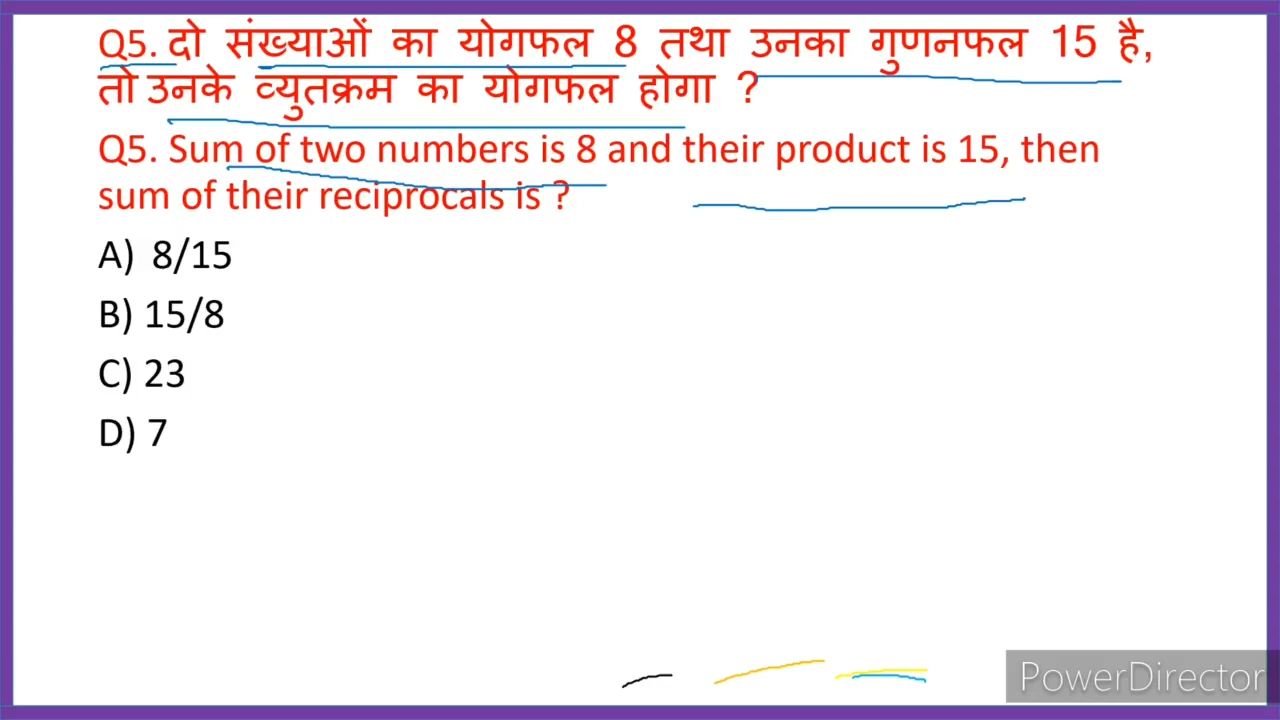 Q5. दो संख्याओं का योगफल 8 तथा उनका गुणनफल 15 है,
तो उनके व्युतक्रम का योगफल होगा ?
Q5. Sum of two numbers is 8 and their product is 15, then
sum of their reciprocals is ?
A) 8/15
B) 15/8
C) 23
D) 7
PowerDirector